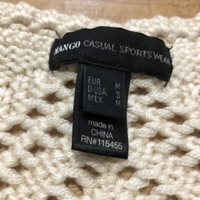 MANGO CASUAL SPORTSWEAR
EUR M
USA S
MEX M
made in
CHINA
RN#115455